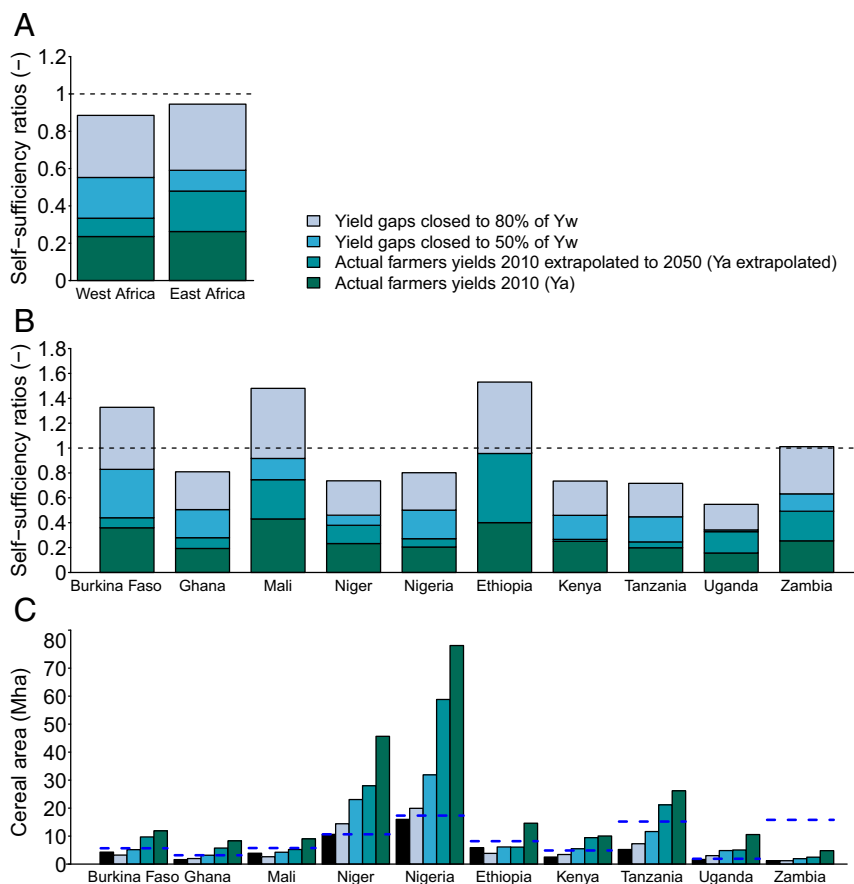 A
Self−sufficiency ratios (−)
1.2
1
0.8
0.6
0.4
0.2
0
West Africa East Africa
Yield gaps closed to 80% of Yw
Yield gaps closed to 50% of Yw
Actual farmers yields 2010 extrapolated to 2050 (Ya extrapolated)
Actual farmers yields 2010 (Ya)
B
Self−sufficiency ratios (−)
1.8
1.6
1.4
1.2
1
0.8
0.6
0.4
0.2
0
Burkina Faso Ghana Mali Niger Nigeria Ethiopia Kenya Tanzania Uganda Zambia
C
Cereal area (Mha)
80
70
60
50
40
30
20
10
0
Burkina Faso Ghana Mali Niger Nigeria Ethiopia Kenya Tanzania Uganda Zambia